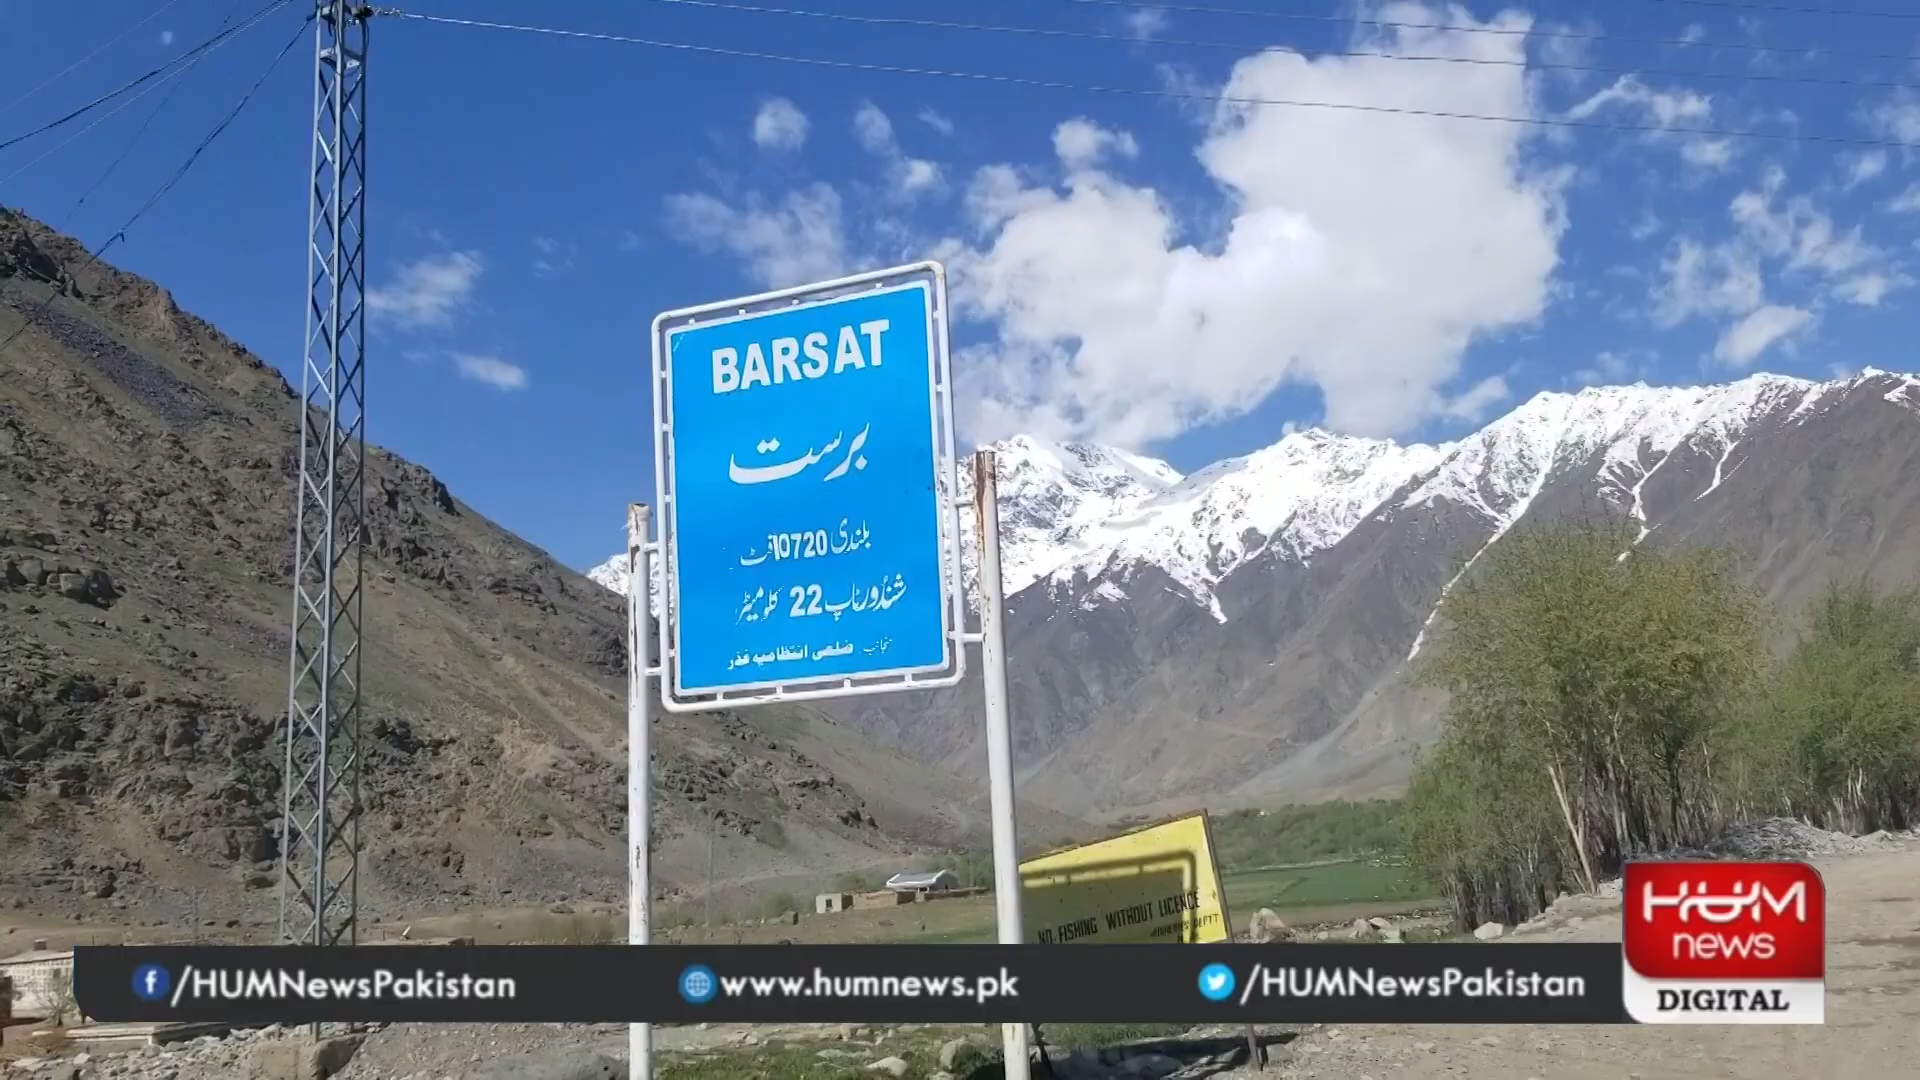 BARSAT
برست
بلندی 10720 فٹ
شندور ٹاپ 22 کلومیٹر
منجانب ضلعی انتظامیہ غذر
NO FISHING WITHOUT LICENCE
HUM
news
DIGITAL
/HUMNewsPakistan www.humnews.pk /HUMNewsPakistan